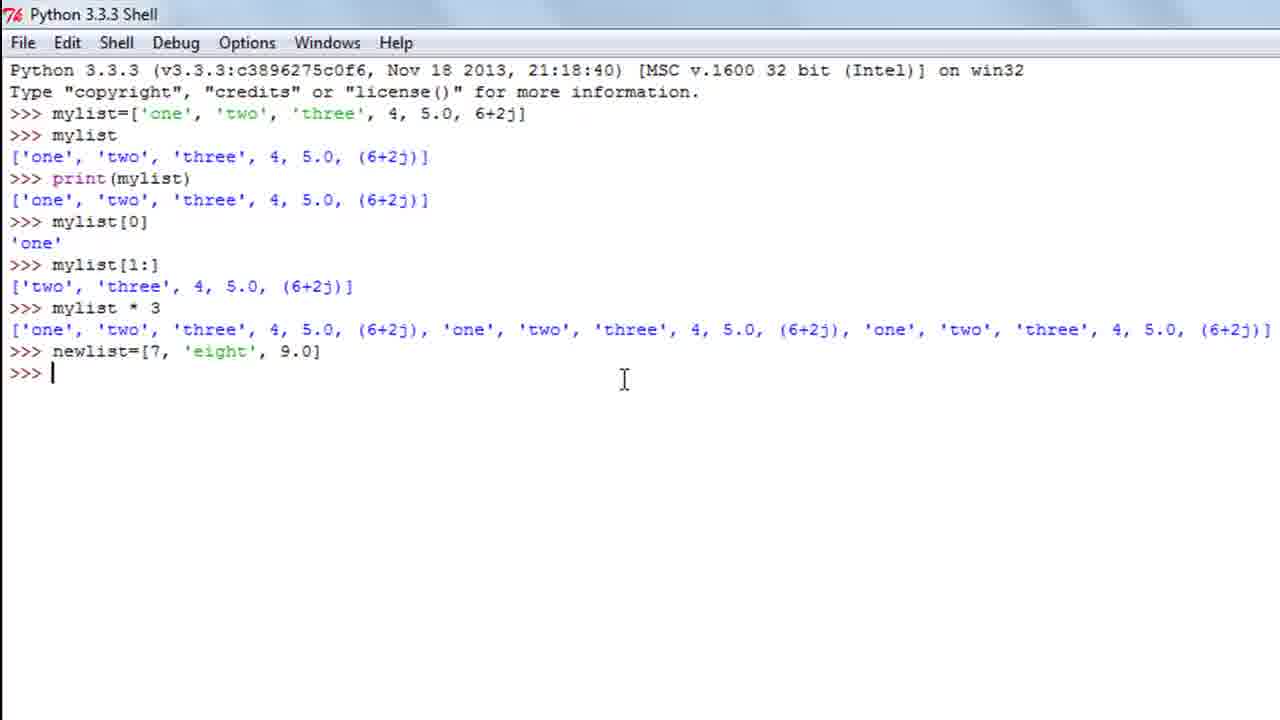 Python 3.3.3 Shell
File Edit Shell Debug Options Windows Help
Python 3.3.3 (v3.3.3:c3896275c0f6, Nov 18 2013, 21:18:40) [MSC v.1600 32 bit (Intel)] on win32
Type "copyright", "credits" or "license()" for more information.
>>> mylist=['one', 'two', 'three', 4, 5.0, 6+2j]
>>> mylist
['one', 'two', 'three', 4, 5.0, (6+2j)]
>>> print(mylist)
['one', 'two', 'three', 4, 5.0, (6+2j)]
>>> mylist[0]
'one'
>>> mylist[1:]
['two', 'three', 4, 5.0, (6+2j)]
>>> mylist * 3
['one', 'two', 'three', 4, 5.0, (6+2j), 'one', 'two', 'three', 4, 5.0, (6+2j), 'one', 'two', 'three', 4, 5.0, (6+2j)]
>>> newlist=[7, 'eight', 9.0]
>>>